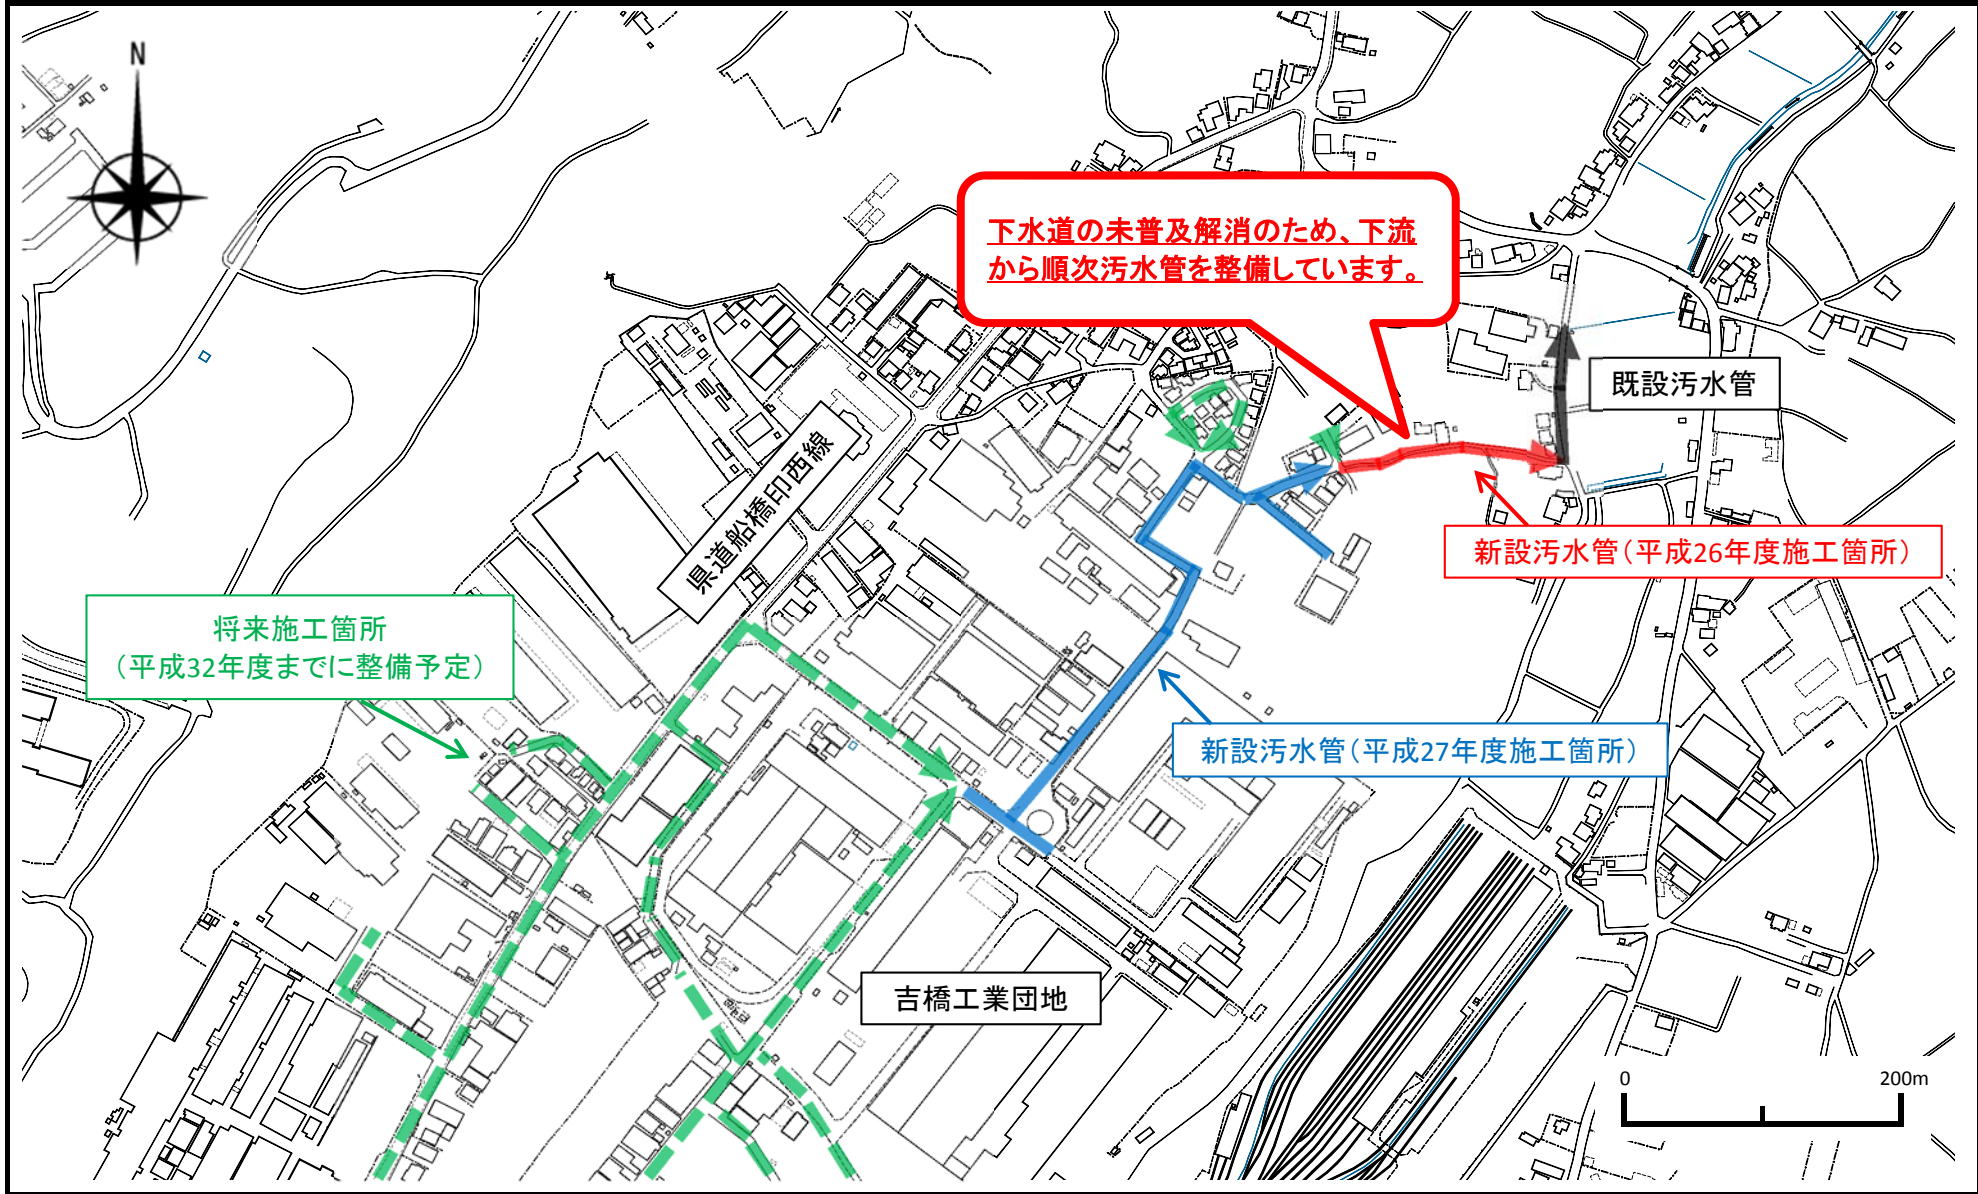 N
下水道の未普及解消のため、下流
から順次汚水管を整備しています。
既設汚水管
県道船橋印西線
新設汚水管(平成26年度施工箇所)
将来施工箇所
(平成32年度までに整備予定)
新設汚水管(平成27年度施工箇所)
吉橋工業団地
0 200m